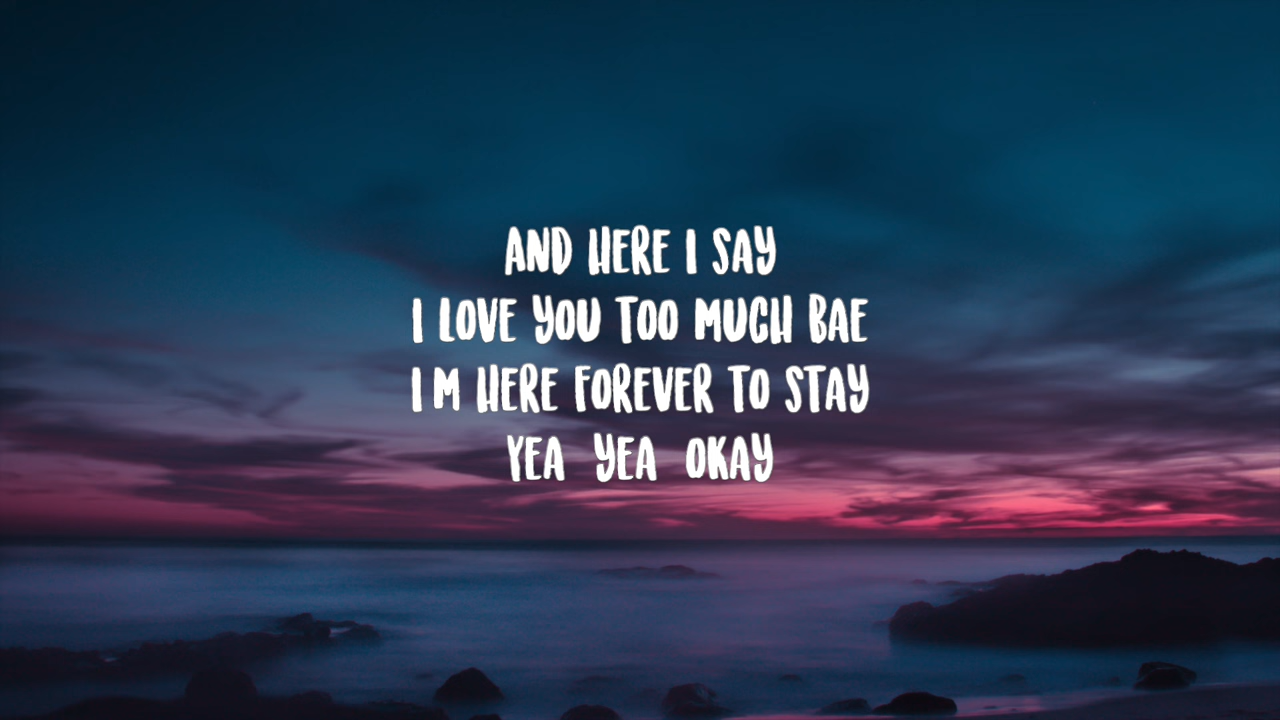 AND HERE I SAY
I LOVE YOU TOO MUCH BAE
I M HERE FOREVER TO STAY
YEA YEA OKAY